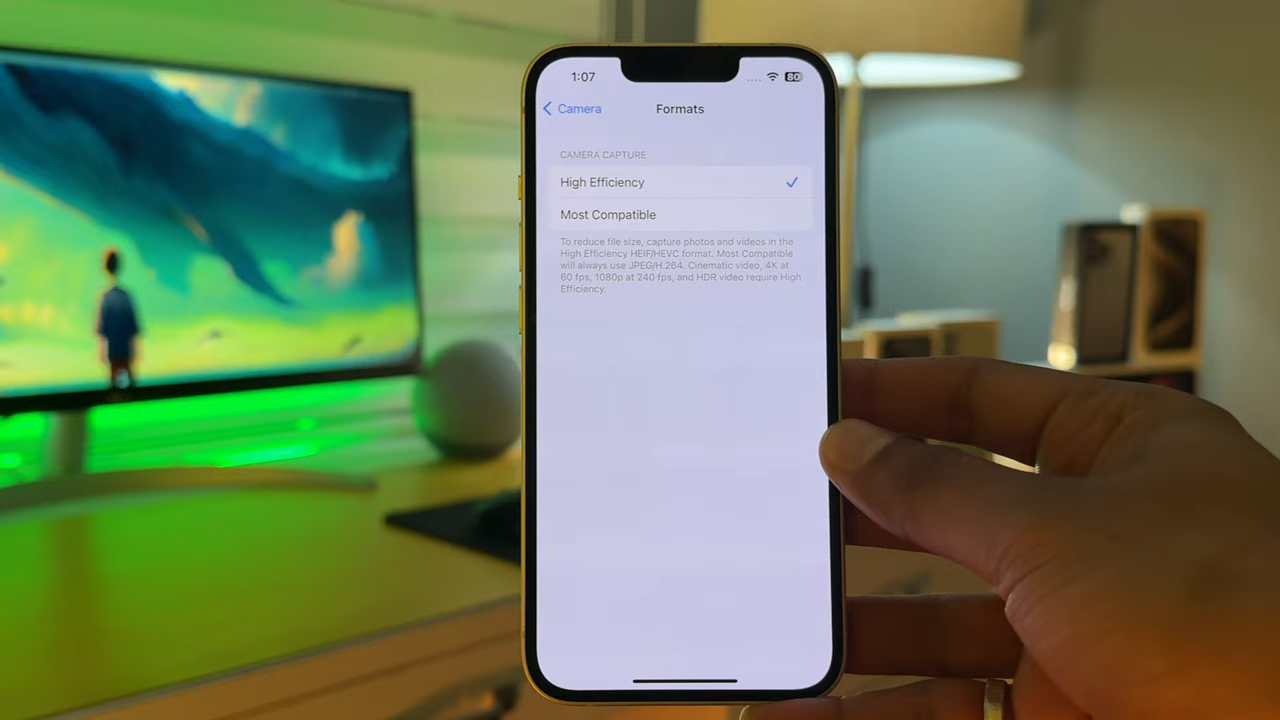 1:07
80
Camera
Formats
CAMERA CAPTURE
High Efficiency
Most Compatible
To reduce file size, capture photos and videos in the
High Efficiency HEIF/HEVC format. Most Compatible
will always use JPEG/H.264. Cinematic video, 4K at
60 fps, 1080p at 240 fps, and HDR video require High
Efficiency.